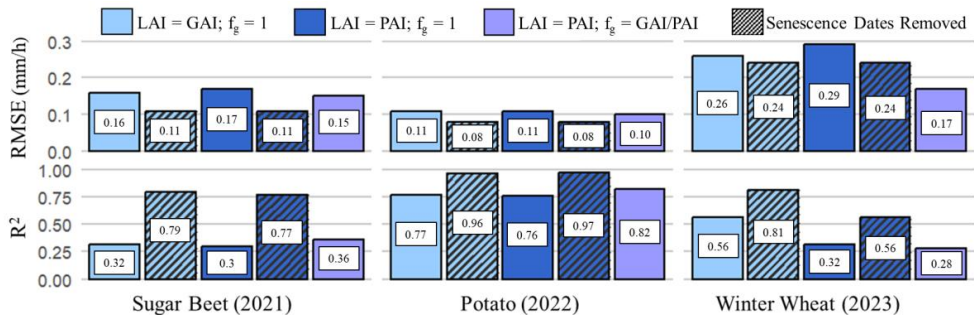 LAI = GAI; fg = 1 LAI = PAI; fg = 1 LAI = PAI; fg = GAI/PAI Senescence Dates Removed
RMSE (mm/h)
0.3
0.2
0.1
0.0
0.16 0.11 0.17 0.11 0.15
0.11 0.08 0.11 0.08 0.10
0.26 0.24 0.29 0.24 0.17
R²
1.00
0.75
0.50
0.25
0.00
0.32 0.79 0.3 0.77 0.36
0.77 0.96 0.76 0.97 0.82
0.56 0.81 0.32 0.56 0.28
Sugar Beet (2021) Potato (2022) Winter Wheat (2023)